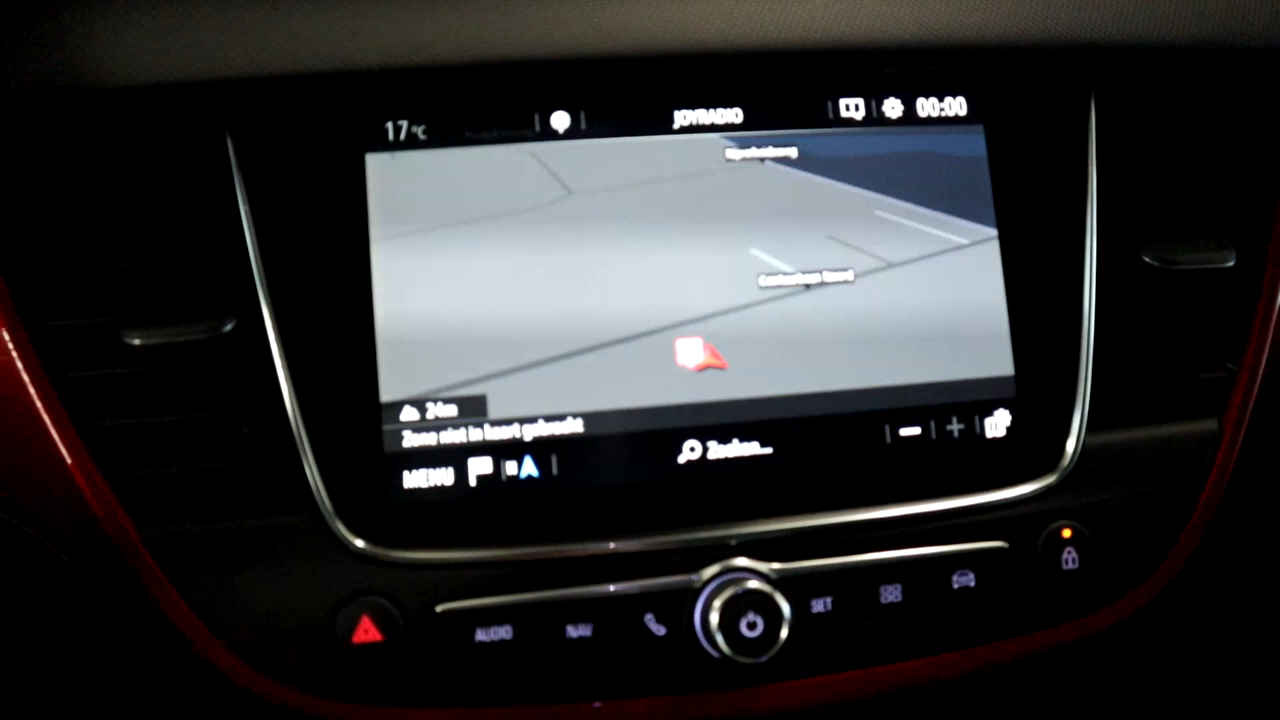 17°C
JOYRADIO
00:00
24m
Zone niet in kaart gebracht
MENU
Zoeken...
AUDIO
NAV
SET